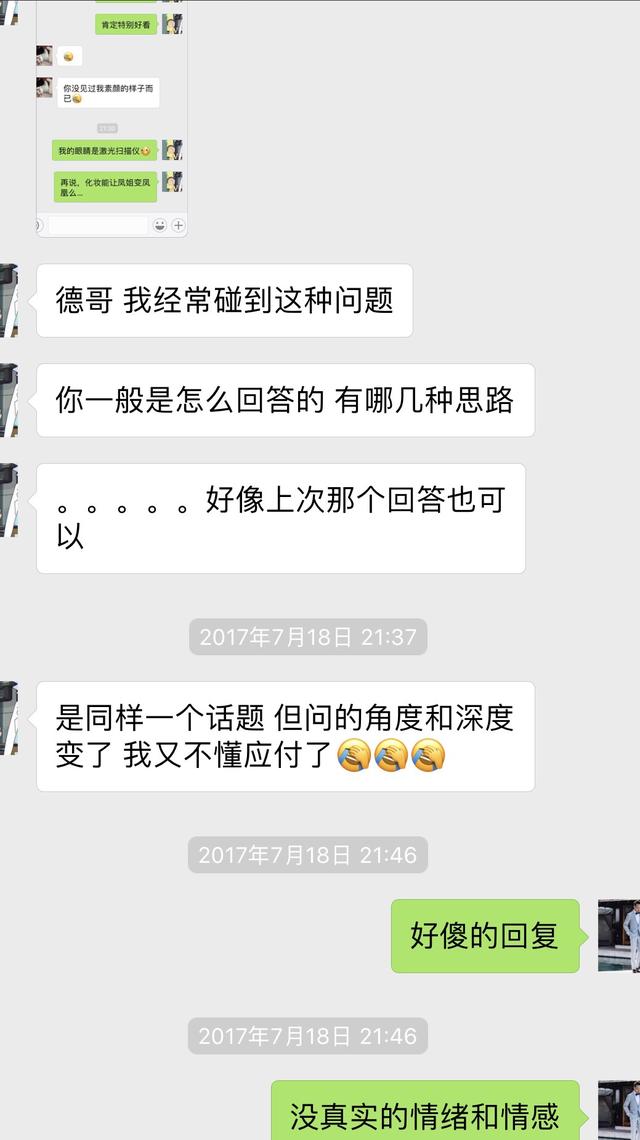 肯定特别好看
你没见过我素颜的样子而
已
21:30
我的眼睛是激光扫描仪
再说，化妆能让凤姐变凤
凰么...
德哥 我经常碰到这种问题
你一般是怎么回答的 有哪几种思路
。。。。。好像上次那个回答也可
以
2017年7月18日 21:37
是同样一个话题 但问的角度和深度
变了 我又不懂应付了
2017年7月18日 21:46
好傻的回复
2017年7月18日 21:46
没真实的情绪和情感